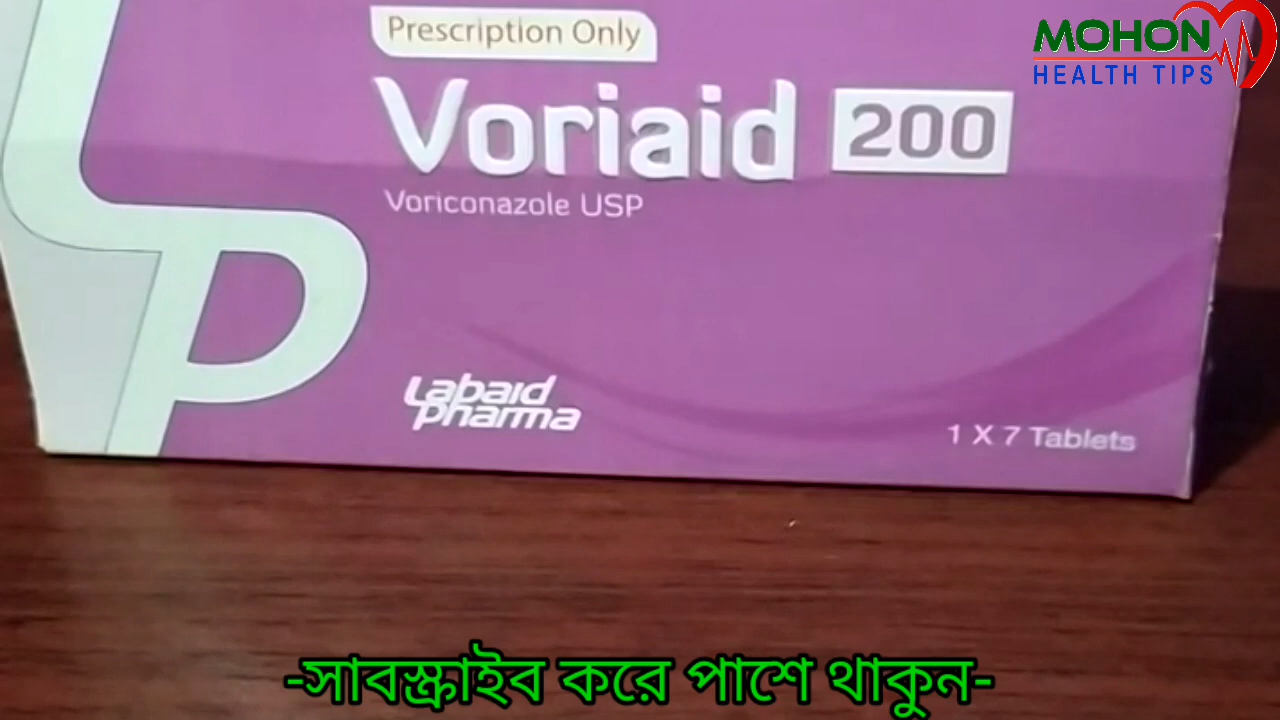 MOHON
HEALTH TIPS
Prescription Only
Voriaid 200
Voriconazole USP
Labaid
pharma
1 X 7 Tablets
-সাবস্ক্রাইব করে পাশে থাকুন-